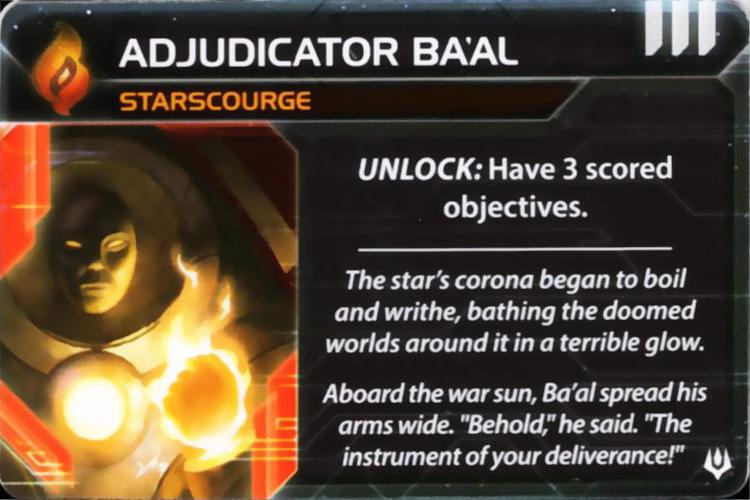 ADJUDICATOR BA'AL
III
STARSCOURGE
UNLOCK: Have 3 scored
objectives.
The star's corona began to boil
and writhe, bathing the doomed
worlds around it in a terrible glow.
Aboard the war sun, Ba'al spread his
arms wide. "Behold," he said. "The
instrument of your deliverance!"